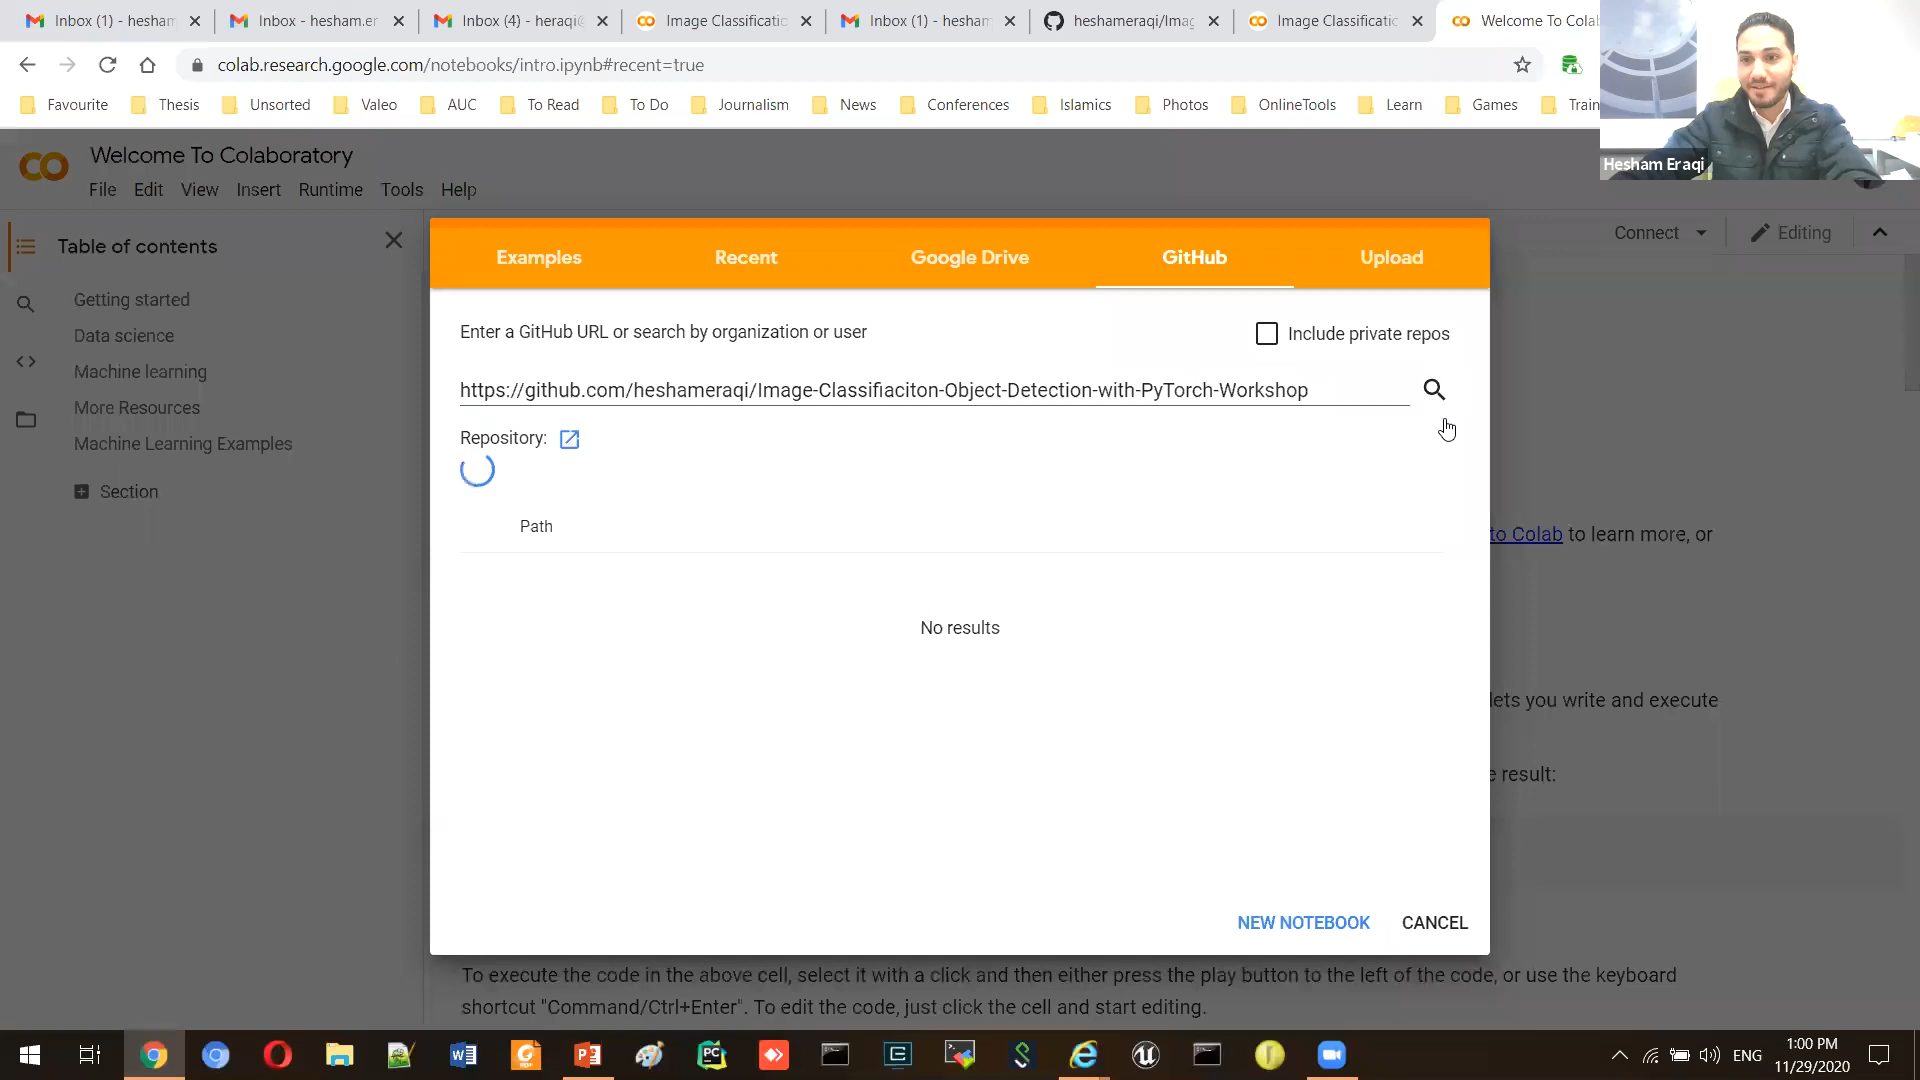 Inbox (1) - hesham
Inbox - hesham.er
Inbox (4) - heraqi@
Image Classificatic
Inbox (1) - hesham
heshameraqi/Imag
Image Classificatic
Welcome To Colab
colab.research.google.com/notebooks/intro.ipynb#recent=true
Favourite
Thesis
Unsorted
Valeo
AUC
To Read
To Do
Journalism
News
Conferences
Islamics
Photos
OnlineTools
Learn
Games
Train
Hesham Eraqi
Welcome To Colaboratory
File Edit View Insert Runtime Tools Help
Table of contents
Getting started
Data science
Machine learning
More Resources
Machine Learning Examples
Section
Connect
Editing
Examples
Recent
Google Drive
GitHub
Upload
Enter a GitHub URL or search by organization or user
Include private repos
https://github.com/heshameraqi/Image-Classifiaciton-Object-Detection-with-PyTorch-Workshop
Repository:
Path
No results
NEW NOTEBOOK
CANCEL
to Colab to learn more, or
lets you write and execute
e result:
To execute the code in the above cell, select it with a click and then either press the play button to the left of the code, or use the keyboard
shortcut "Command/Ctrl+Enter". To edit the code, just click the cell and start editing.
ENG
1:00 PM
11/29/2020